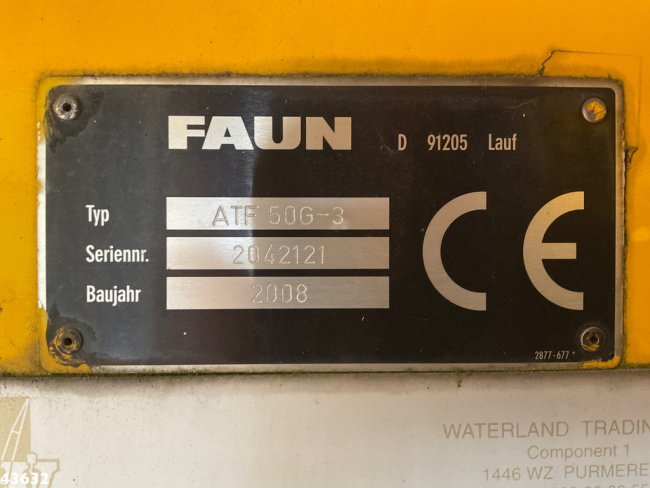 FAUN D 91205 Lauf
Typ ATF 50G-3
Seriennr. 2042121
Baujahr 2008
CE
2877-677
WATERLAND TRADIN
Component 1
1446 WZ PURMERE
43632